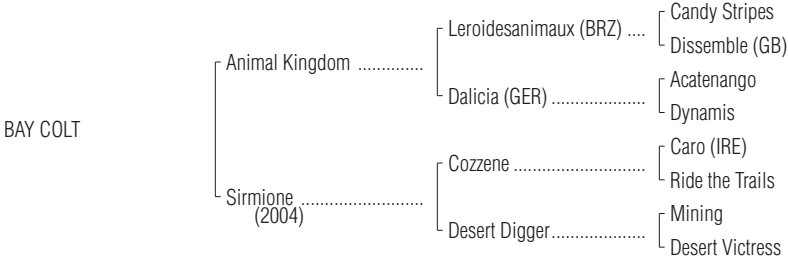 Candy Stripes
Leroidesanimaux (BRZ) ....
Dissemble (GB)
Animal Kingdom ..............
Acatenango
Dalicia (GER) .....................
Dynamis
BAY COLT
Caro (IRE)
Cozzene .............................
Ride the Trails
Sirmione ..........................
(2004)
Mining
Desert Digger.....................
Desert Victress